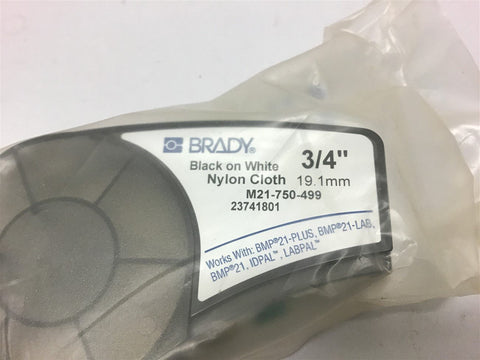 BRADY®
Black on White 3/4"
Nylon Cloth 19.1mm
M21-750-499
23741801
Works With: BMP®21-PLUS, BMP®21-LAB,
BMP®21, IDPAL™, LABPAL™